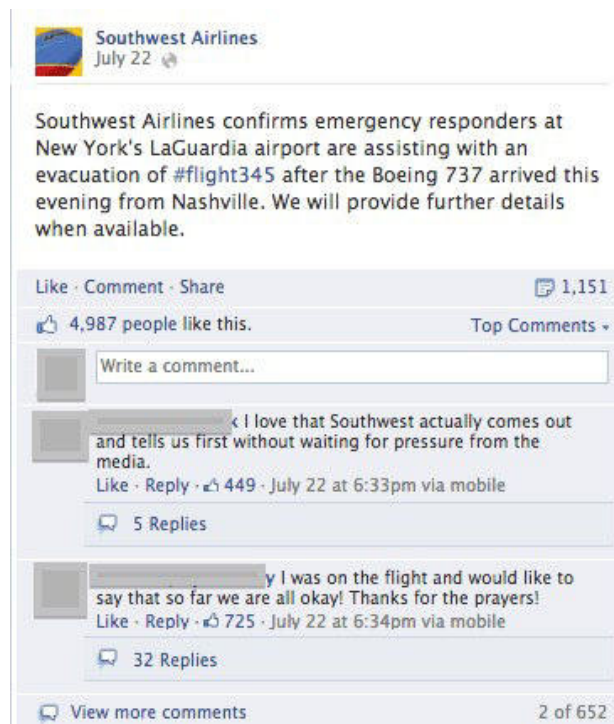 Southwest Airlines
July 22
Southwest Airlines confirms emergency responders at
New York's LaGuardia airport are assisting with an
evacuation of #flight345 after the Boeing 737 arrived this
evening from Nashville. We will provide further details
when available.
Like · Comment · Share 1,151
4,987 people like this. Top Comments
Write a comment...
k I love that Southwest actually comes out
and tells us first without waiting for pressure from the
media.
Like · Reply · 449 · July 22 at 6:33pm via mobile
5 Replies
y I was on the flight and would like to
say that so far we are all okay! Thanks for the prayers!
Like · Reply · 725 · July 22 at 6:34pm via mobile
32 Replies
View more comments 2 of 652